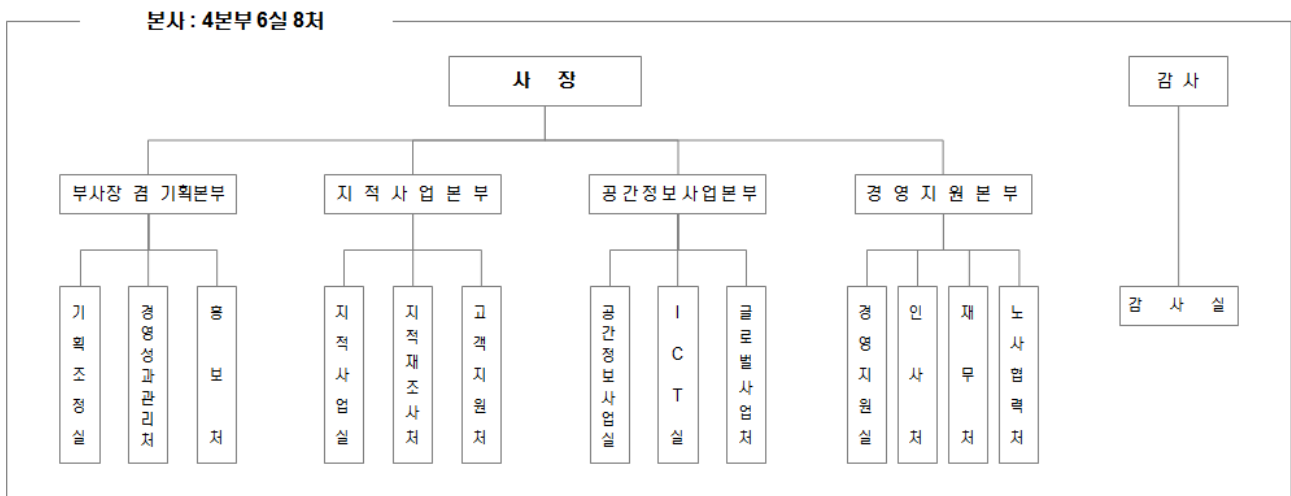 본사 : 4본부 6실 8처
사 장
감 사
부사장 겸 기획본부
지 적 사 업 본 부
공간정보사업본부
경 영 지 원 본 부
기획조정실
경영성과관리처
홍보처
지적사업실
지적재조사처
고객지원처
공간정보사업실
ICT실
글로벌사업처
경영지원실
인사처
재무처
노사협력처
감 사 실